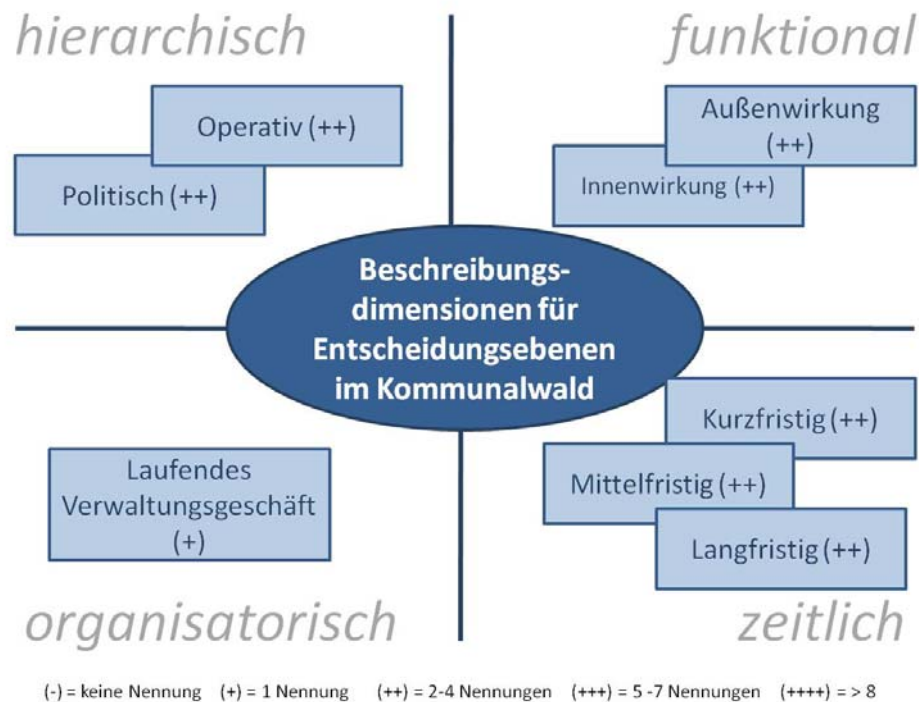 hierarchisch
funktional
Operativ (++)
Politisch (++)
Außenwirkung
(++)
Innenwirkung (++)
Beschreibungs-
dimensionen für
Entscheidungsebenen
im Kommunalwald
Laufendes
Verwaltungsgeschäft
(+)
Kurzfristig (++)
Mittelfristig (++)
Langfristig (++)
organisatorisch
zeitlich
(-) = keine Nennung (+) = 1 Nennung (++) = 2-4 Nennungen (+++) = 5 -7 Nennungen (++++) = > 8